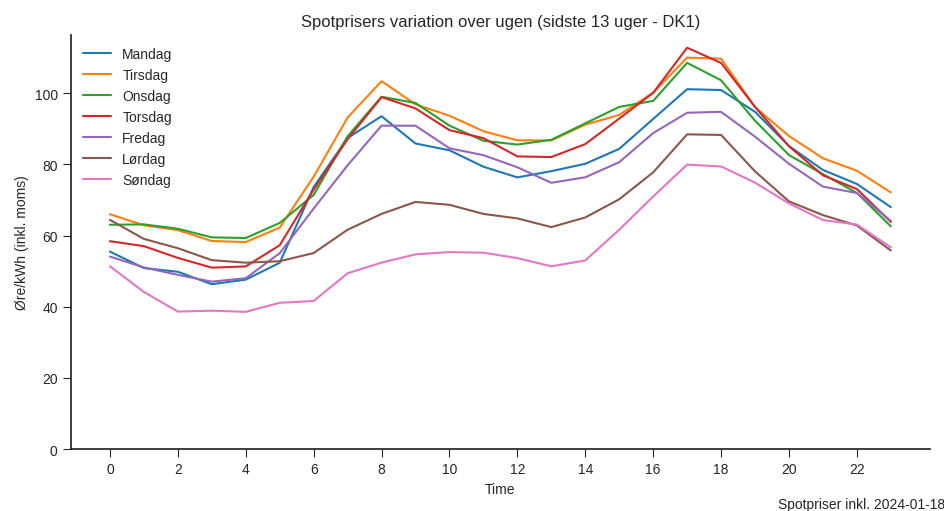 Spotprisers variation over ugen (sidste 13 uger - DK1)
Mandag
Tirsdag
Onsdag
Torsdag
Fredag
Lørdag
Søndag
Øre/kWh (inkl. moms)
100
80
60
40
20
0
0 2 4 6 8 10 12 14 16 18 20 22
Time
Spotpriser inkl. 2024-01-18